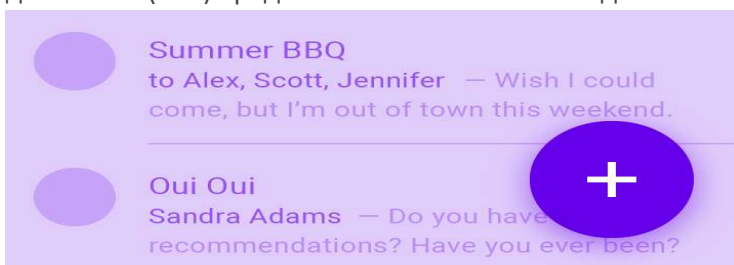 Summer BBQ
to Alex, Scott, Jennifer — Wish I could
come, but I'm out of town this weekend.
Oui Oui
Sandra Adams — Do you have
recommendations? Have you ever been?